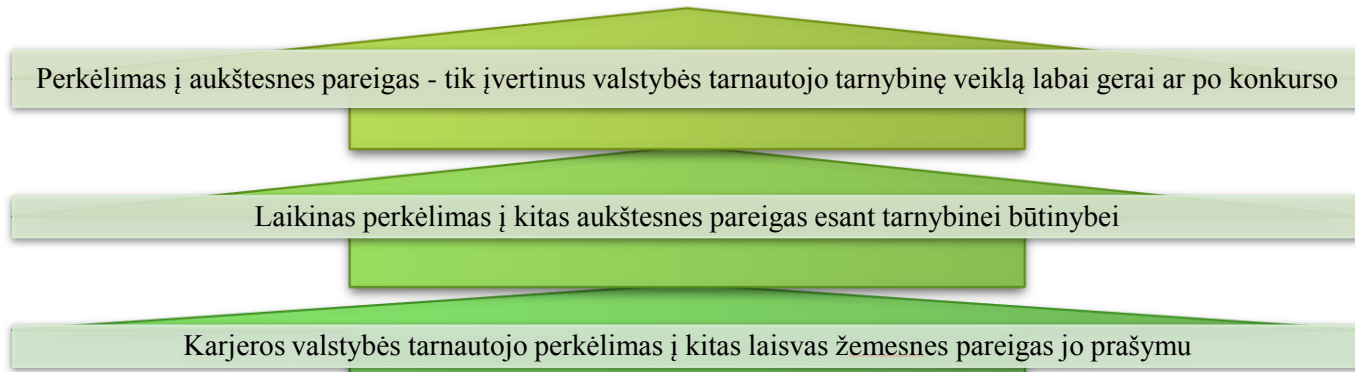 Perkėlimas į aukštesnes pareigas - tik įvertinus valstybės tarnautojo tarnybinę veiklą labai gerai ar po konkurso
Laikinas perkėlimas į kitas aukštesnes pareigas esant tarnybinei būtinybei
Karjeros valstybės tarnautojo perkėlimas į kitas laisvas žemesnes pareigas jo prašymu